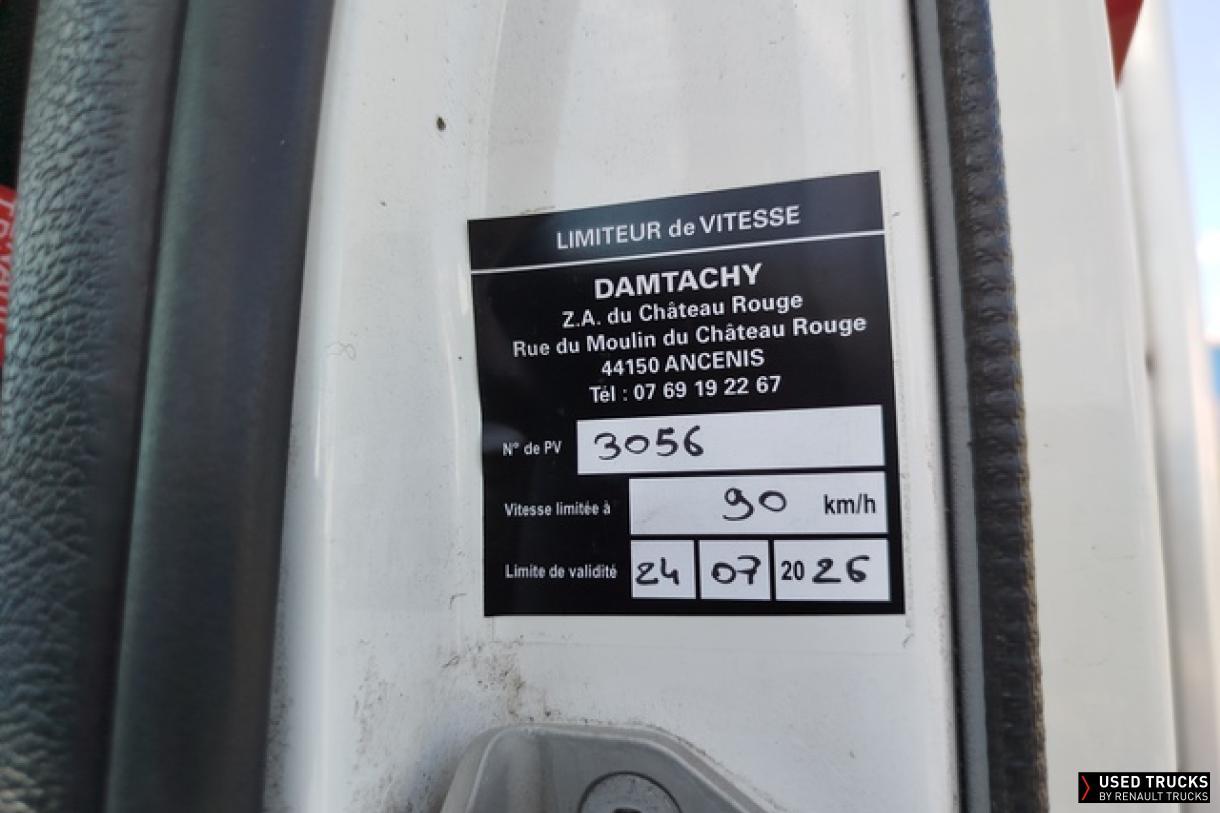 LIMITEUR de VITESSE
DAMTACHY
Z.A. du Château Rouge
Rue du Moulin du Château Rouge
44150 ANCENIS
Tél : 07 69 19 22 67
N° de PV 3056
Vitesse limitée à 90 km/h
Limite de validité 24 07 2026
USED TRUCKS
BY RENAULT TRUCKS